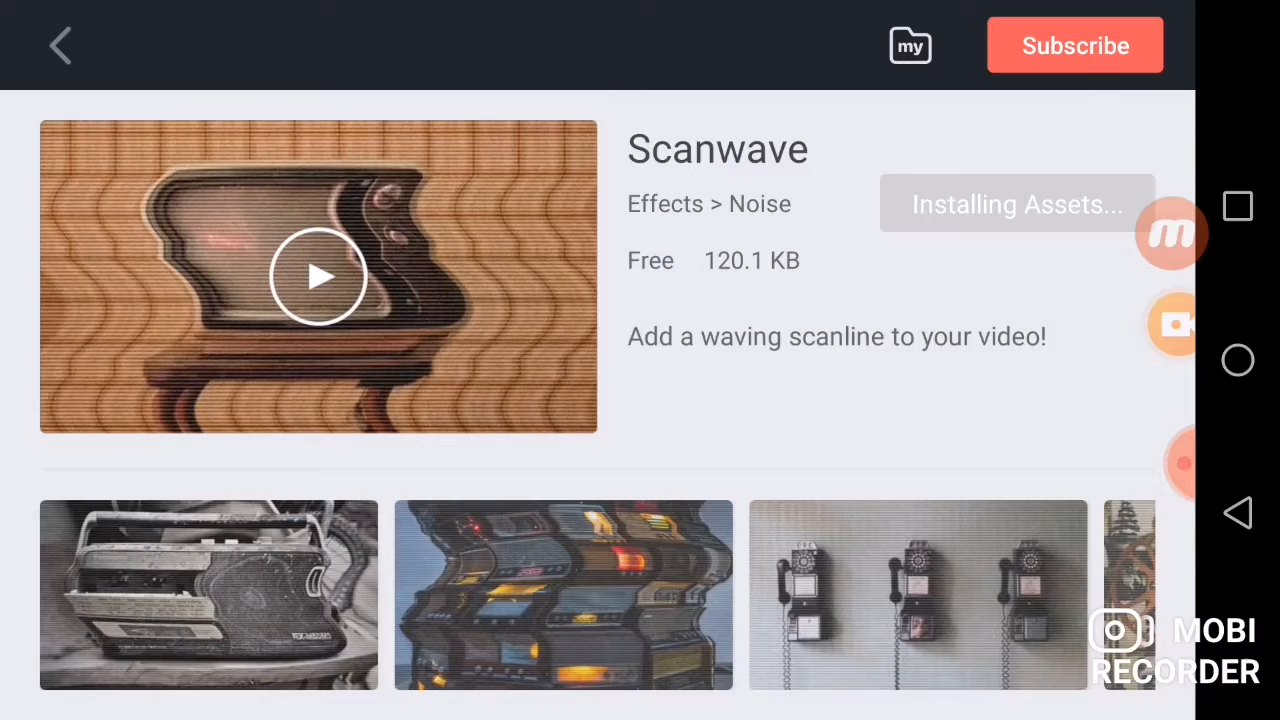 my
Subscribe
Scanwave
Effects > Noise
Installing Assets...
Free 120.1 KB
Add a waving scanline to your video!
MOBI
RECORDER